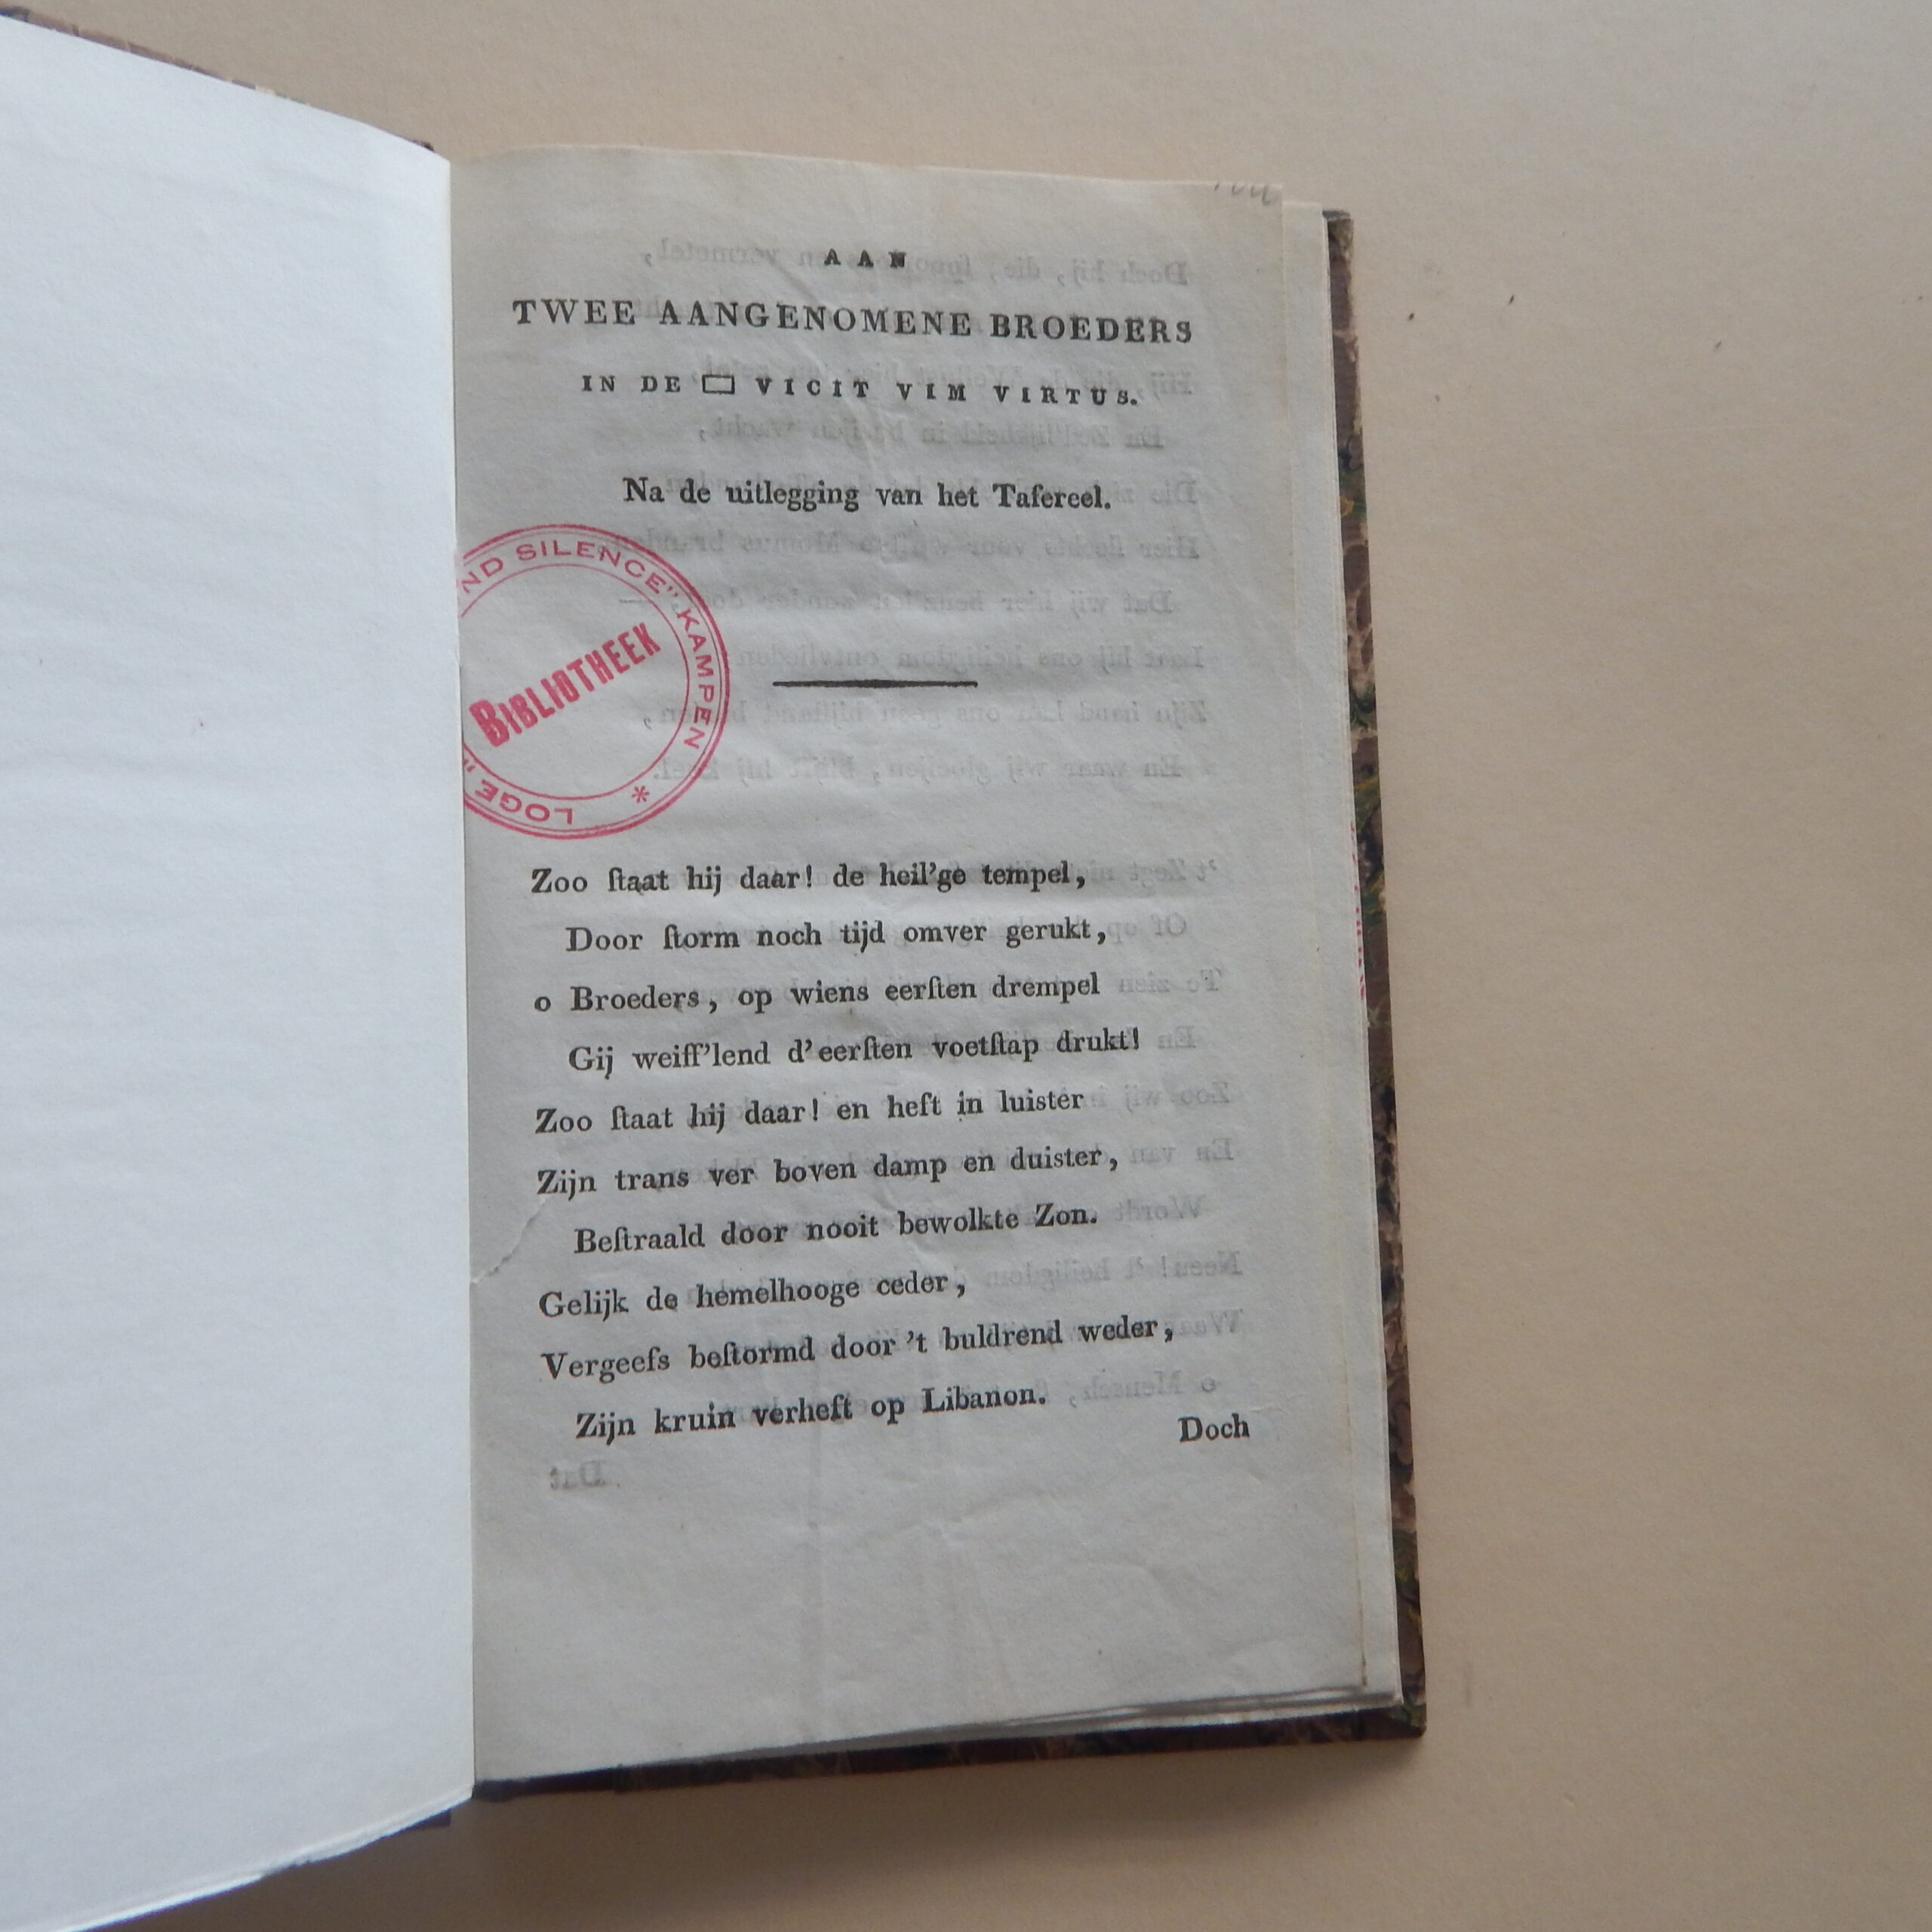 AAN
TWEE AANGENOMENE BROEDERS
IN DE ▭ VICIT VIM VIRTUS.
Na de uitlegging van het Tafereel.
LOGE „ ND SILENCE” KAMPEN *
BIBLIOTHEEK
Zoo ſtaat hij daar! de heil’ge tempel,
Door ſtorm noch tijd omver gerukt,
o Broeders, op wiens eerſten drempel
Gij weiff’lend d’eerſten voetſtap drukt!
Zoo ſtaat hij daar! en heft in luister
Zijn trans ver boven damp en duister,
Beſtraald door nooit bewolkte Zon.
Gelijk de hemelhooge ceder,
Vergeefs beſtormd door ’t buldrend weder,
Zijn kruin verheft op Libanon.
Doch